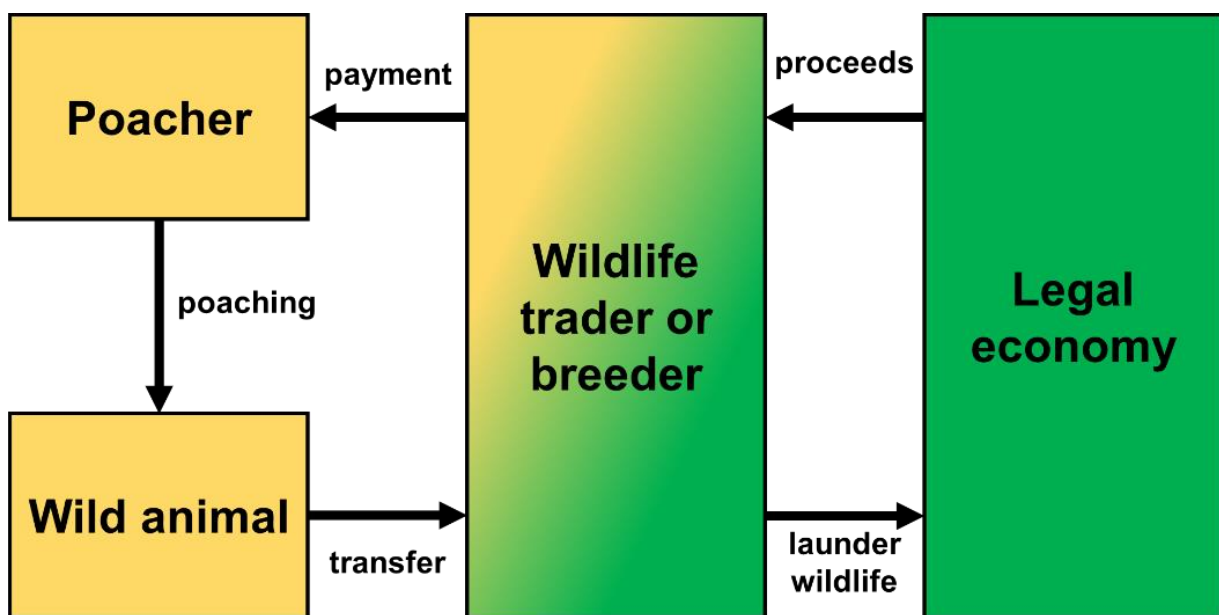 payment
proceeds
Poacher
poaching
Wildlife
trader or
breeder
Legal
economy
Wild animal
transfer
launder
wildlife